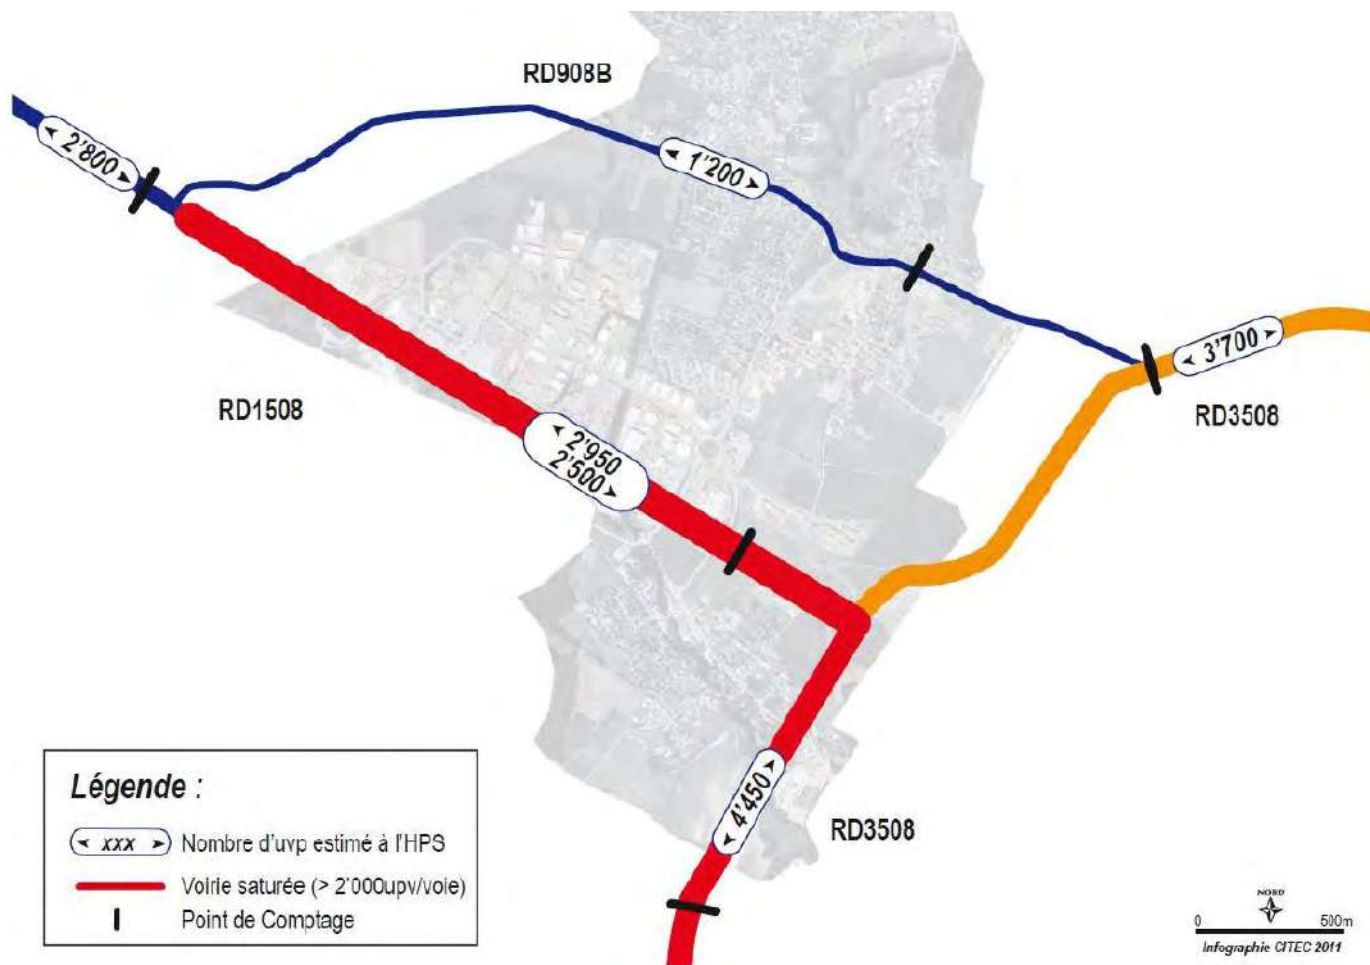 RD908B
2'800
1'200
3'700
RD3508
RD1508
2'950
2'500
4'450
RD3508
Légende :
xxx Nombre d'uvp estimé à l'HPS
Voirie saturée (> 2'000upv/voie)
Point de Comptage
NORD
0 500m
Infographie CITEC 2011